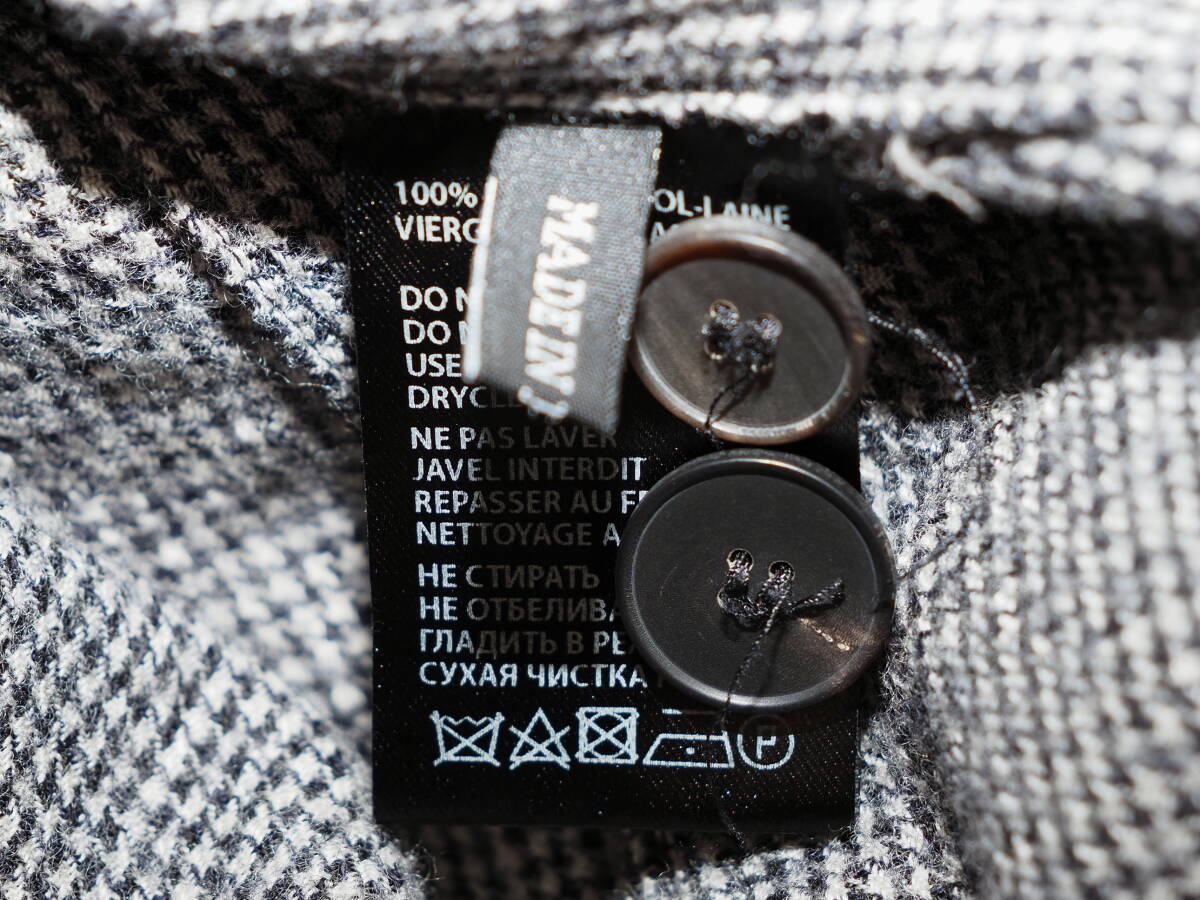 100% OL-LAINE
VIERG
MADE IN
DO N
DO
USE
DRYCLE
NE PAS LAVER
JAVEL INTERDIT
REPASSER AU F
NETTOYAGE A
НЕ СТИРАТЬ
НЕ ОТБЕЛИВА
ГЛАДИТЬ В РЕ
СУХАЯ ЧИСТКА
P